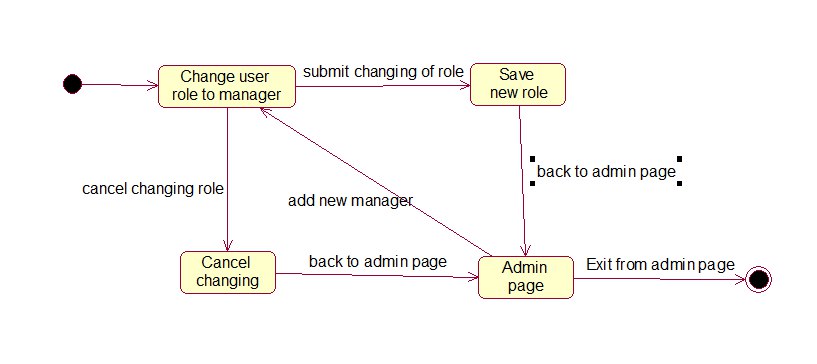 Change user
role to manager
submit changing of role
Save
new role
cancel changing role
add new manager
back to admin page
Cancel
changing
back to admin page
Admin
page
Exit from admin page